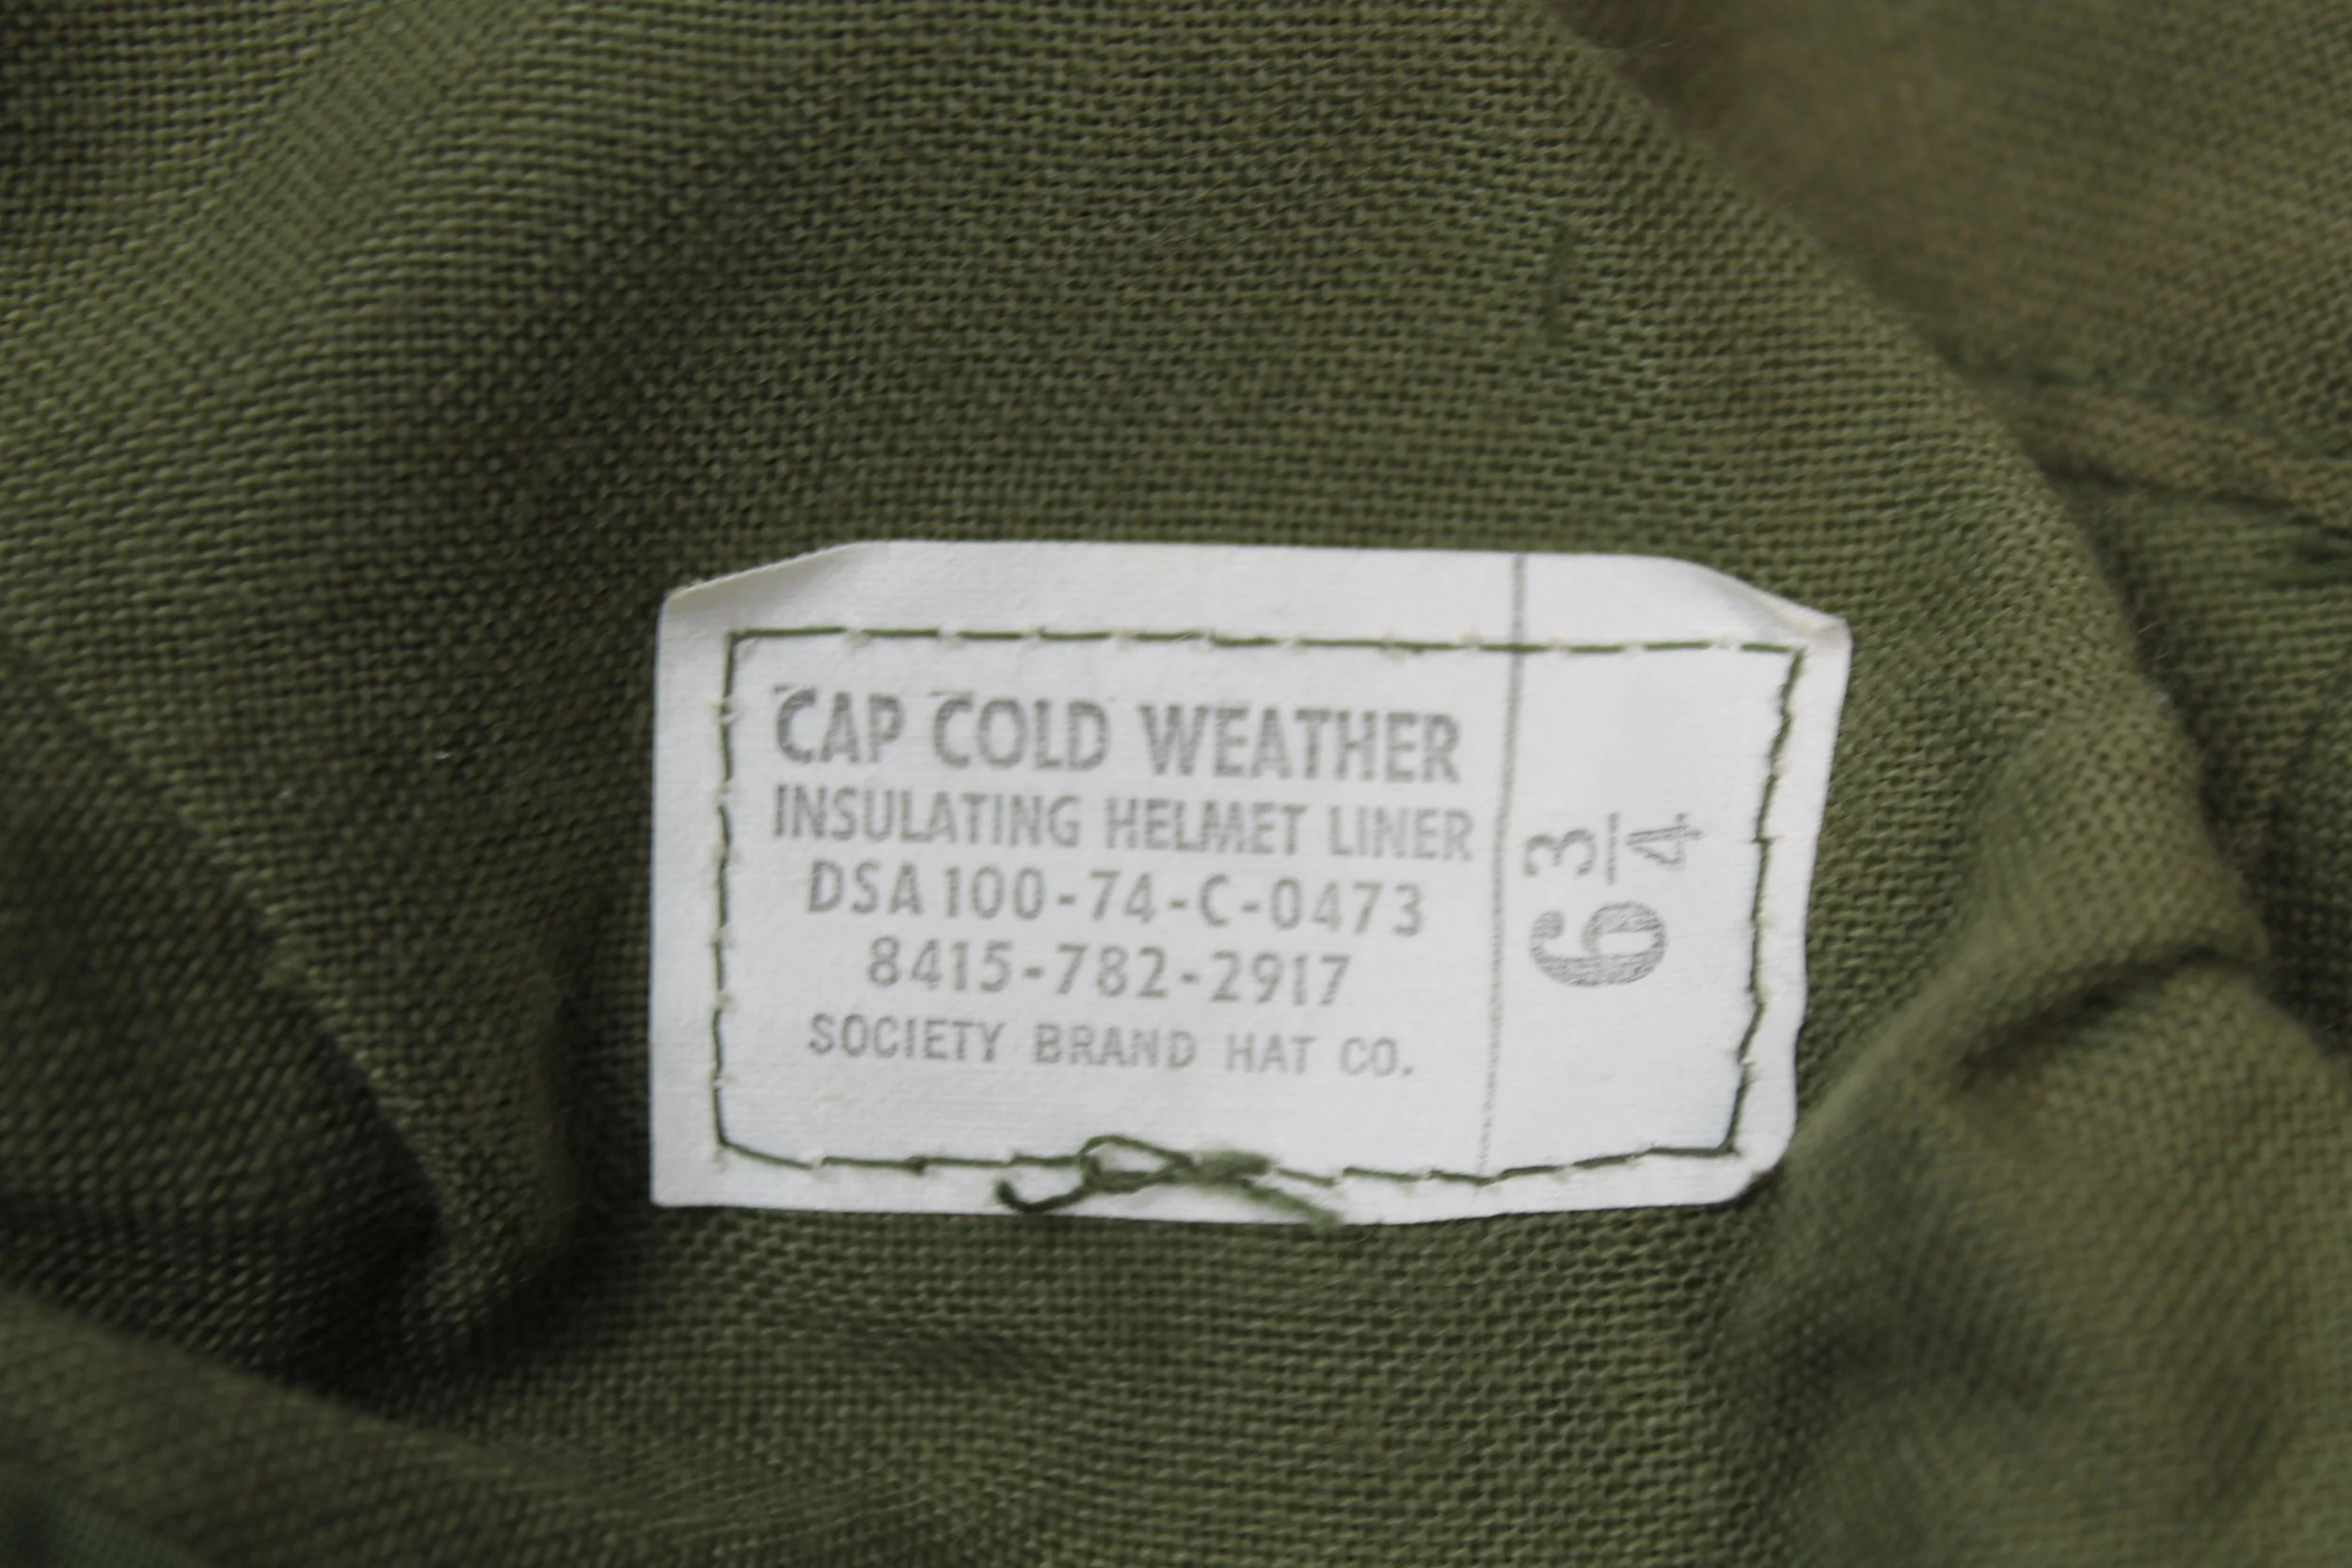 CAP COLD WEATHER
INSULATING HELMET LINER
DSA 100-74-C-0473
8415-782-2917
SOCIETY BRAND HAT CO.
6 3/4